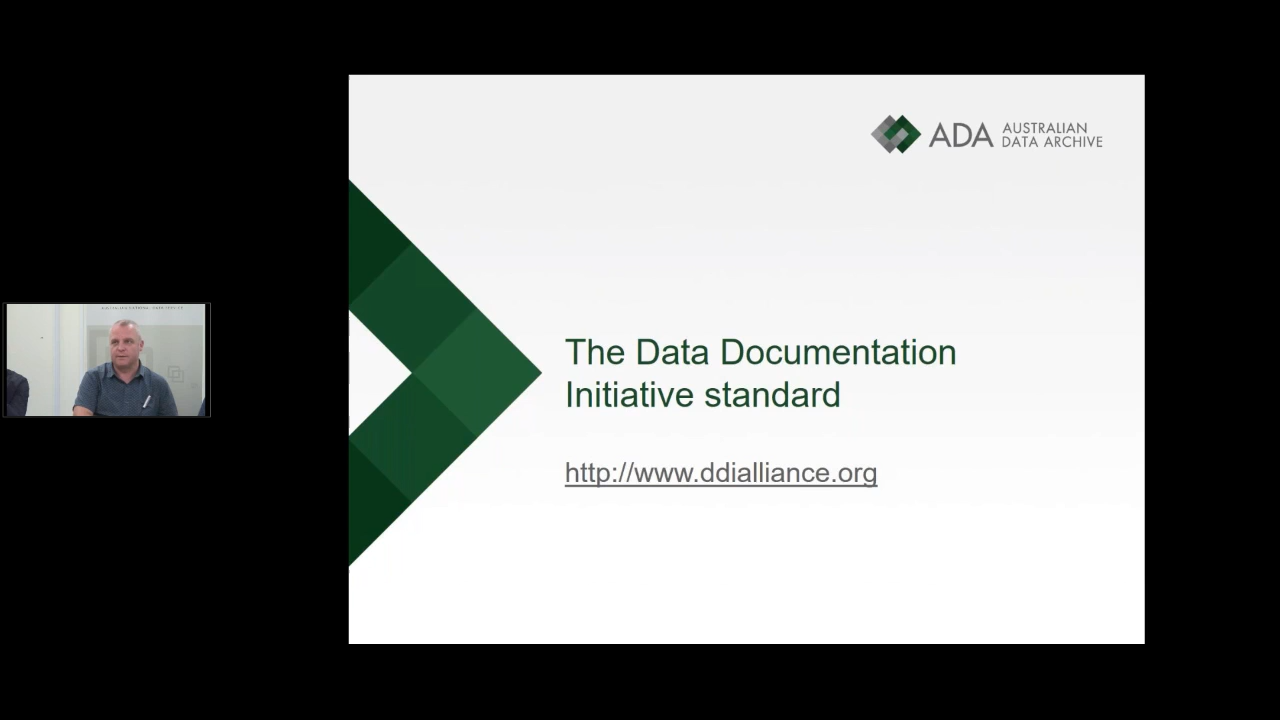 ADA AUSTRALIAN
DATA ARCHIVE
The Data Documentation
Initiative standard
http://www.ddialliance.org